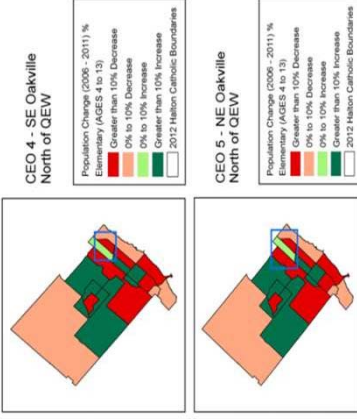 CEO 4 - SE Oakville
North of QEW
Population Change (2006 - 2011) %
Elementary (AGES 4 to 13)
Greater than 10% Decrease
0% to 10% Decrease
0% to 10% Increase
Greater than 10% Increase
2012 Halton Catholic Boundaries
CEO 5 - NE Oakville
North of QEW
Population Change (2006 - 2011) %
Elementary (AGES 4 to 13)
Greater than 10% Decrease
0% to 10% Decrease
0% to 10% Increase
Greater than 10% Increase
2012 Halton Catholic Boundaries